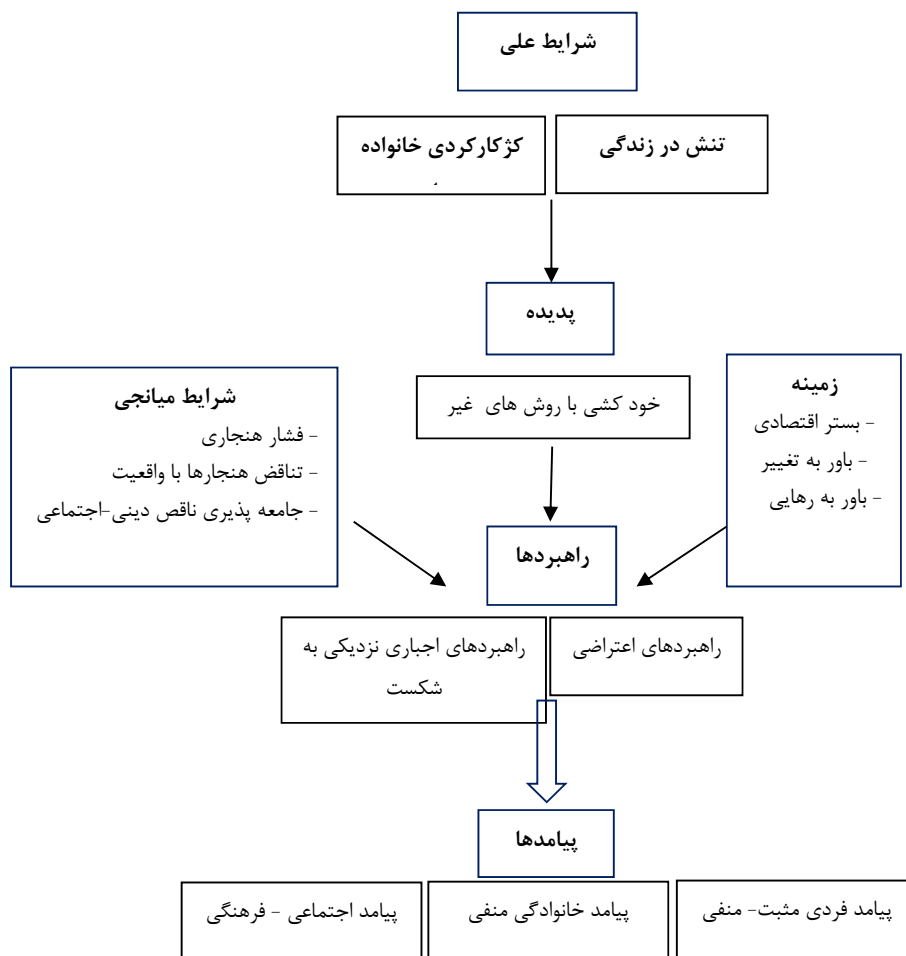 شرایط علی
تنش در زندگی
کژکارکردی خانواده
پدیده
خود کشی با روش های غیر
زمینه
- بستر اقتصادی
- باور به تغییر
- باور به رهایی
شرایط میانجی
- فشار هنجاری
- تناقض هنجارها با واقعیت
- جامعه پذیری ناقص دینی-اجتماعی
راهبردها
راهبردهای اعتراضی
راهبردهای اجباری نزدیکی به
شکست
پیامدها
پیامد فردی مثبت- منفی
پیامد خانوادگی منفی
پیامد اجتماعی - فرهنگی